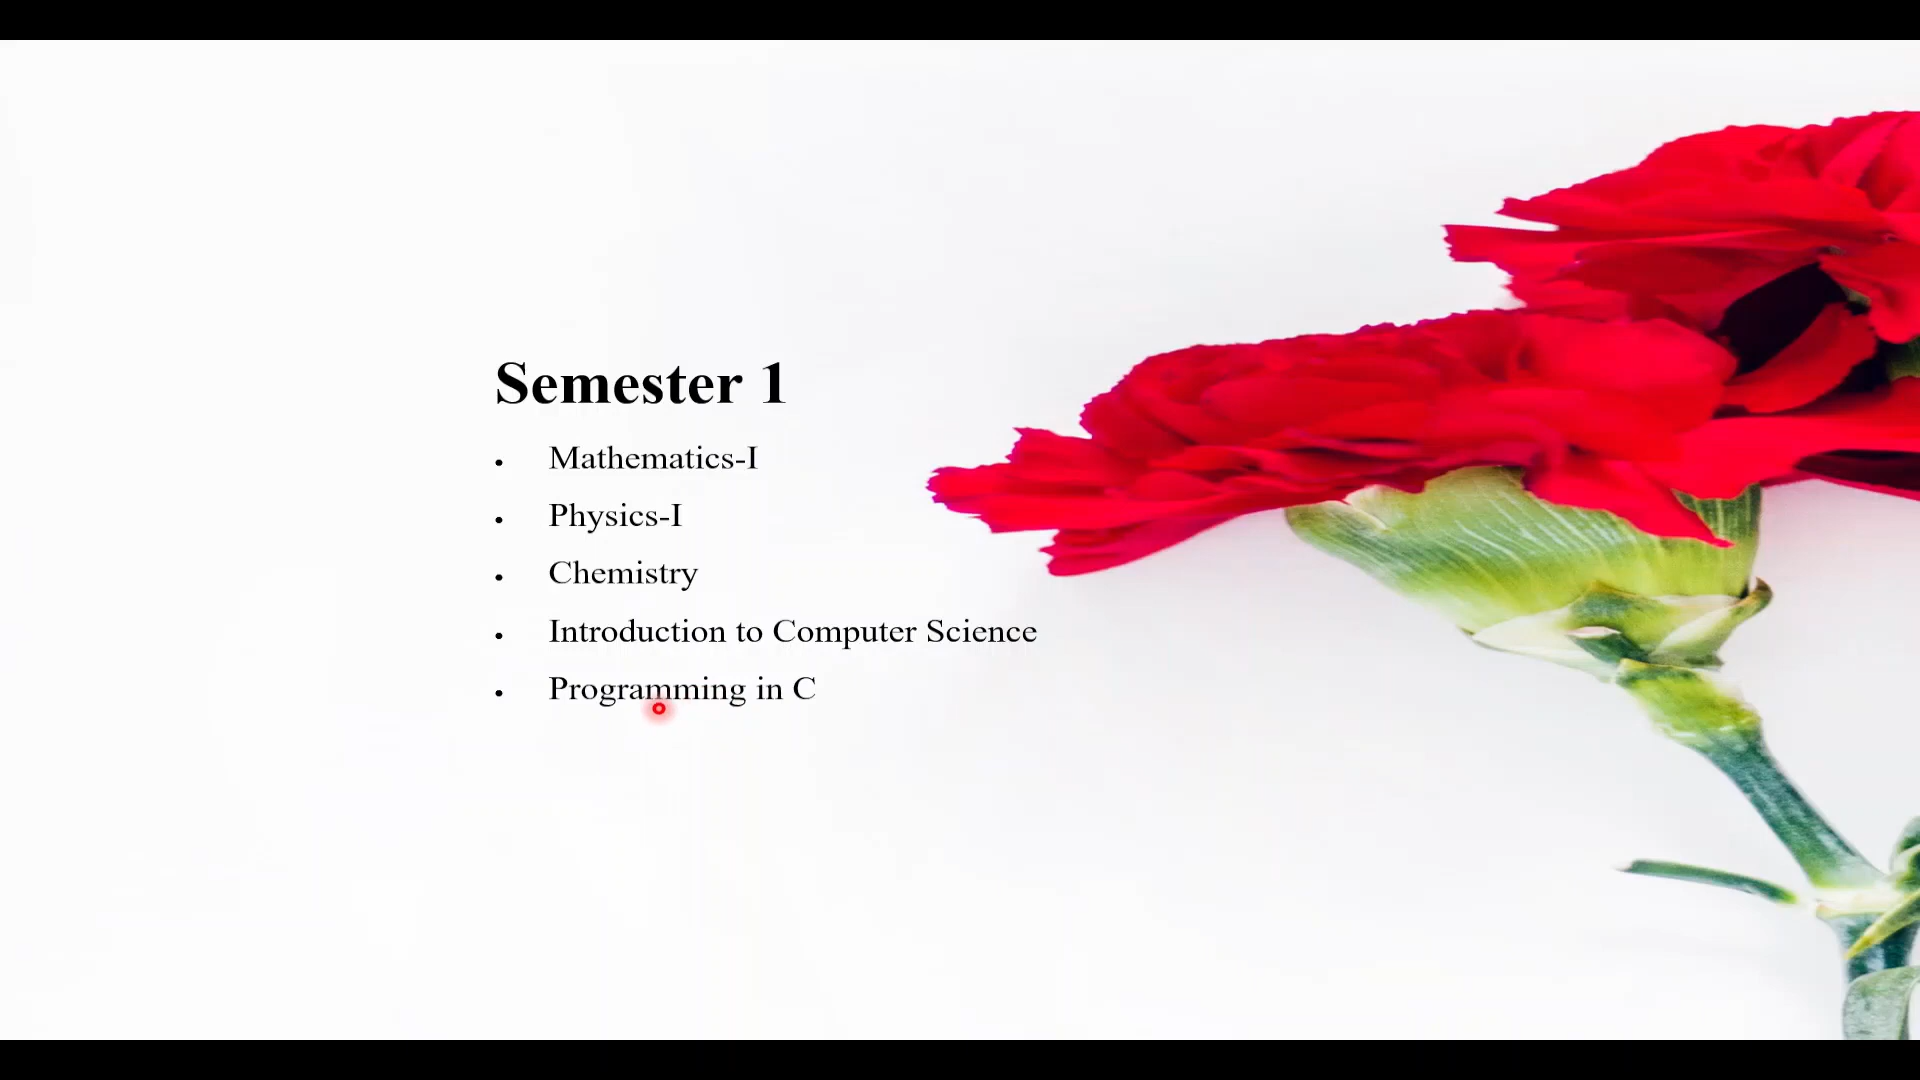 Semester 1
• Mathematics-I
• Physics-I
• Chemistry
• Introduction to Computer Science
• Programming in C